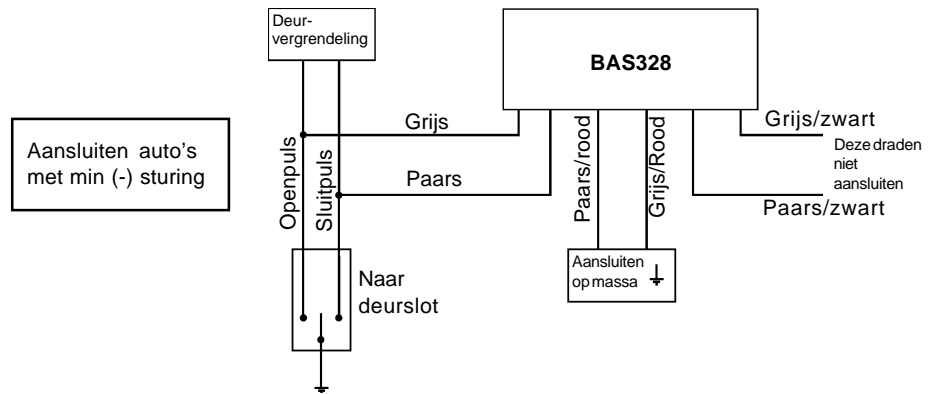 Deur-
vergrendeling
BAS328
Aansluiten auto's
met min (-) sturing
Grijs
Paars
Openpuls
Sluitpuls
Paars/rood
Grijs/Rood
Grijs/zwart
Deze draden
niet
aansluiten
Paars/zwart
Aansluiten
op massa
Naar
deurslot